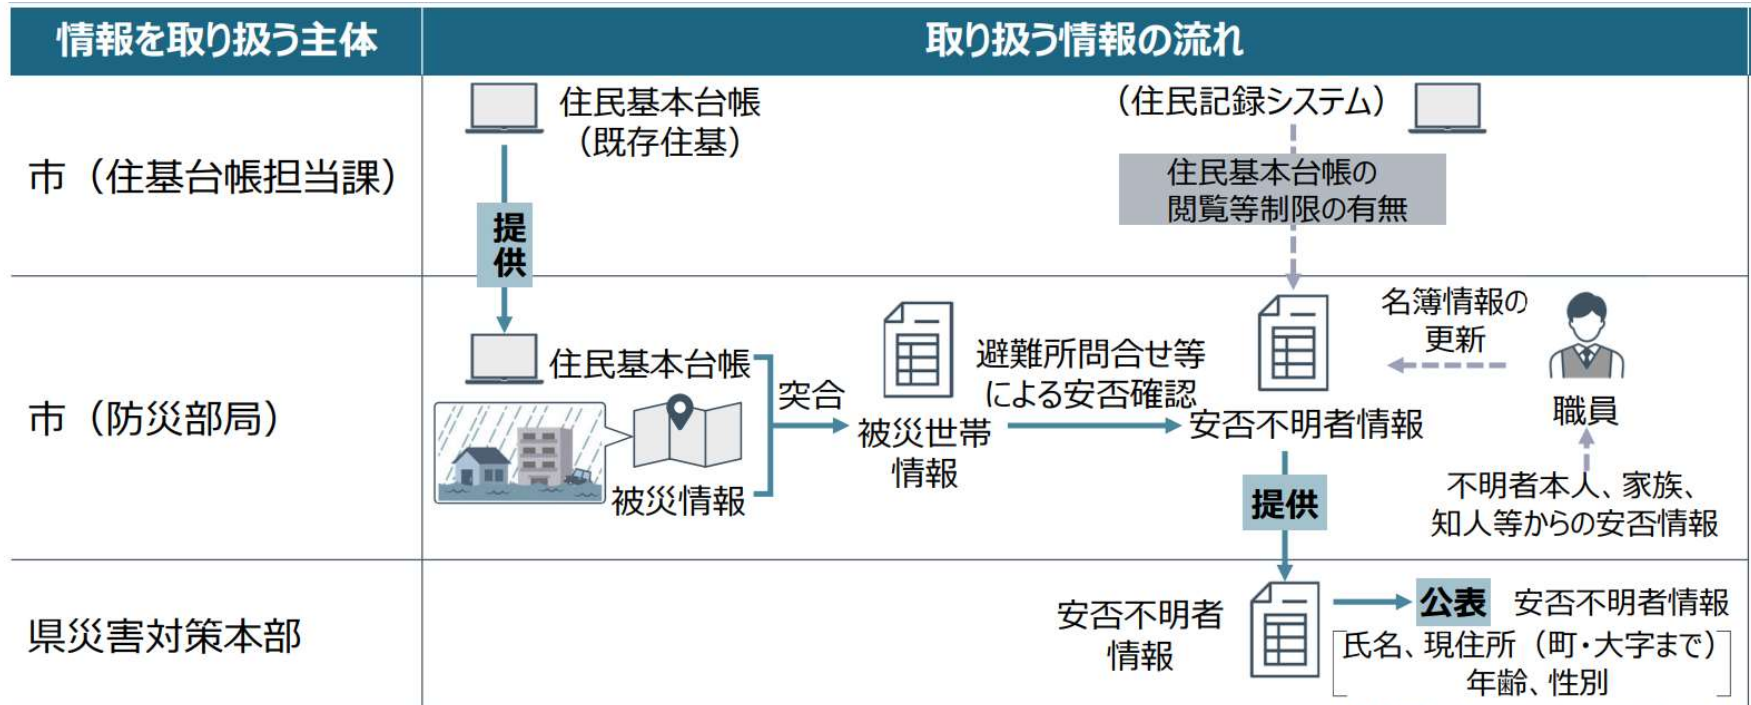 情報を取り扱う主体
取り扱う情報の流れ
市（住基台帳担当課）
住民基本台帳
（既存住基）
（住民記録システム）
住民基本台帳の
閲覧等制限の有無
提供
市（防災部局）
住民基本台帳
被災情報
突合
被災世帯
情報
避難所問合せ等
による安否確認
安否不明者情報
名簿情報の
更新
職員
不明者本人、家族、
知人等からの安否情報
提供
県災害対策本部
安否不明者
情報
公表
安否不明者情報
氏名、現住所（町・大字まで）
年齢、性別